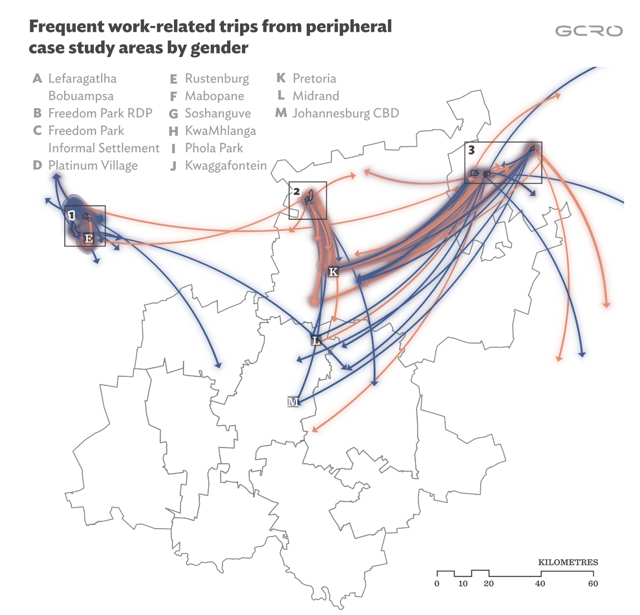 Frequent work-related trips from peripheral
case study areas by gender
GCRO
A Lefaragatlha
Bobuampsa
B Freedom Park RDP
C Freedom Park
Informal Settlement
D Platinum Village
E Rustenburg
F Mabopane
G Soshanguve
H KwaMhlanga
I Phola Park
J Kwaggafontein
K Pretoria
L Midrand
M Johannesburg CBD
3
2
1
E
K
L
M
KILOMETRES
0 10 20 40 60